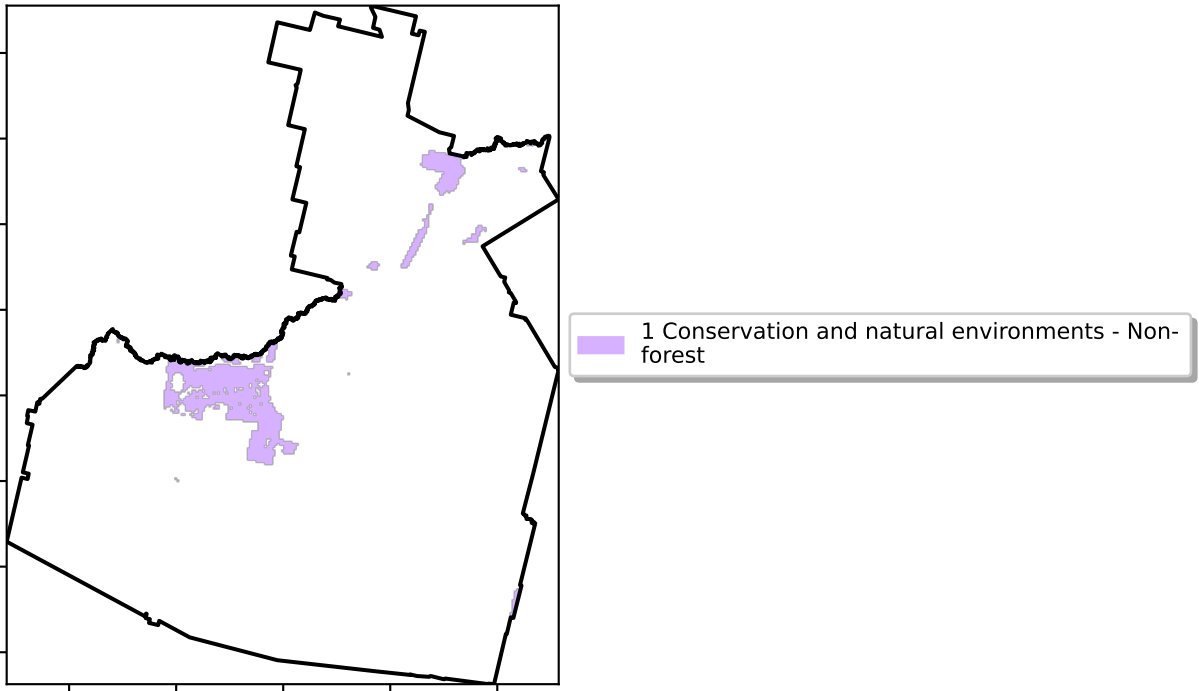 1 Conservation and natural environments - Non-
forest